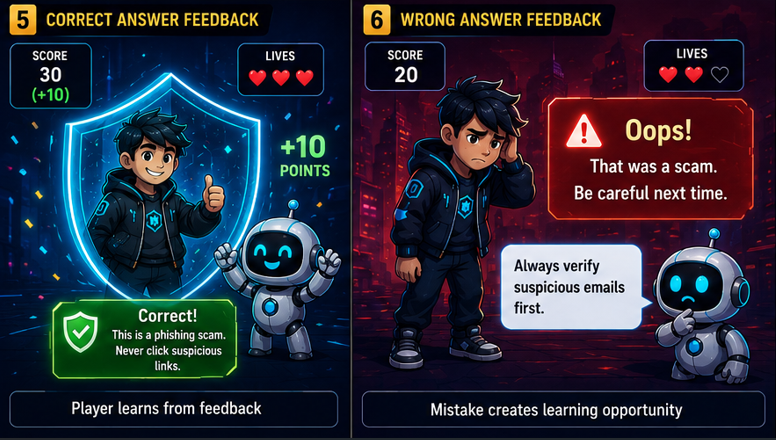 5 CORRECT ANSWER FEEDBACK
SCORE
30
(+10)
LIVES
+10
POINTS
Correct!
This is a phishing scam.
Never click suspicious
links.
Player learns from feedback
6 WRONG ANSWER FEEDBACK
SCORE
20
LIVES
Oops!
That was a scam.
Be careful next time.
Always verify
suspicious emails
first.
Mistake creates learning opportunity